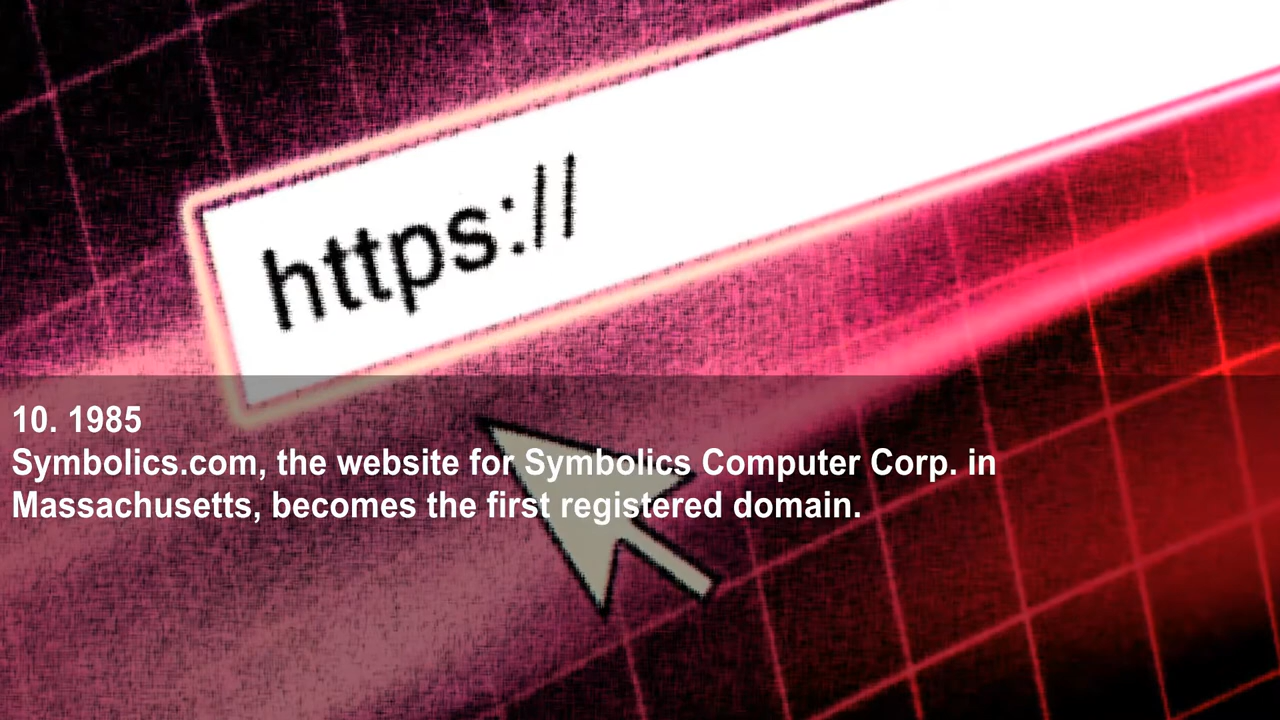 https://
10. 1985
Symbolics.com, the website for Symbolics Computer Corp. in
Massachusetts, becomes the first registered domain.